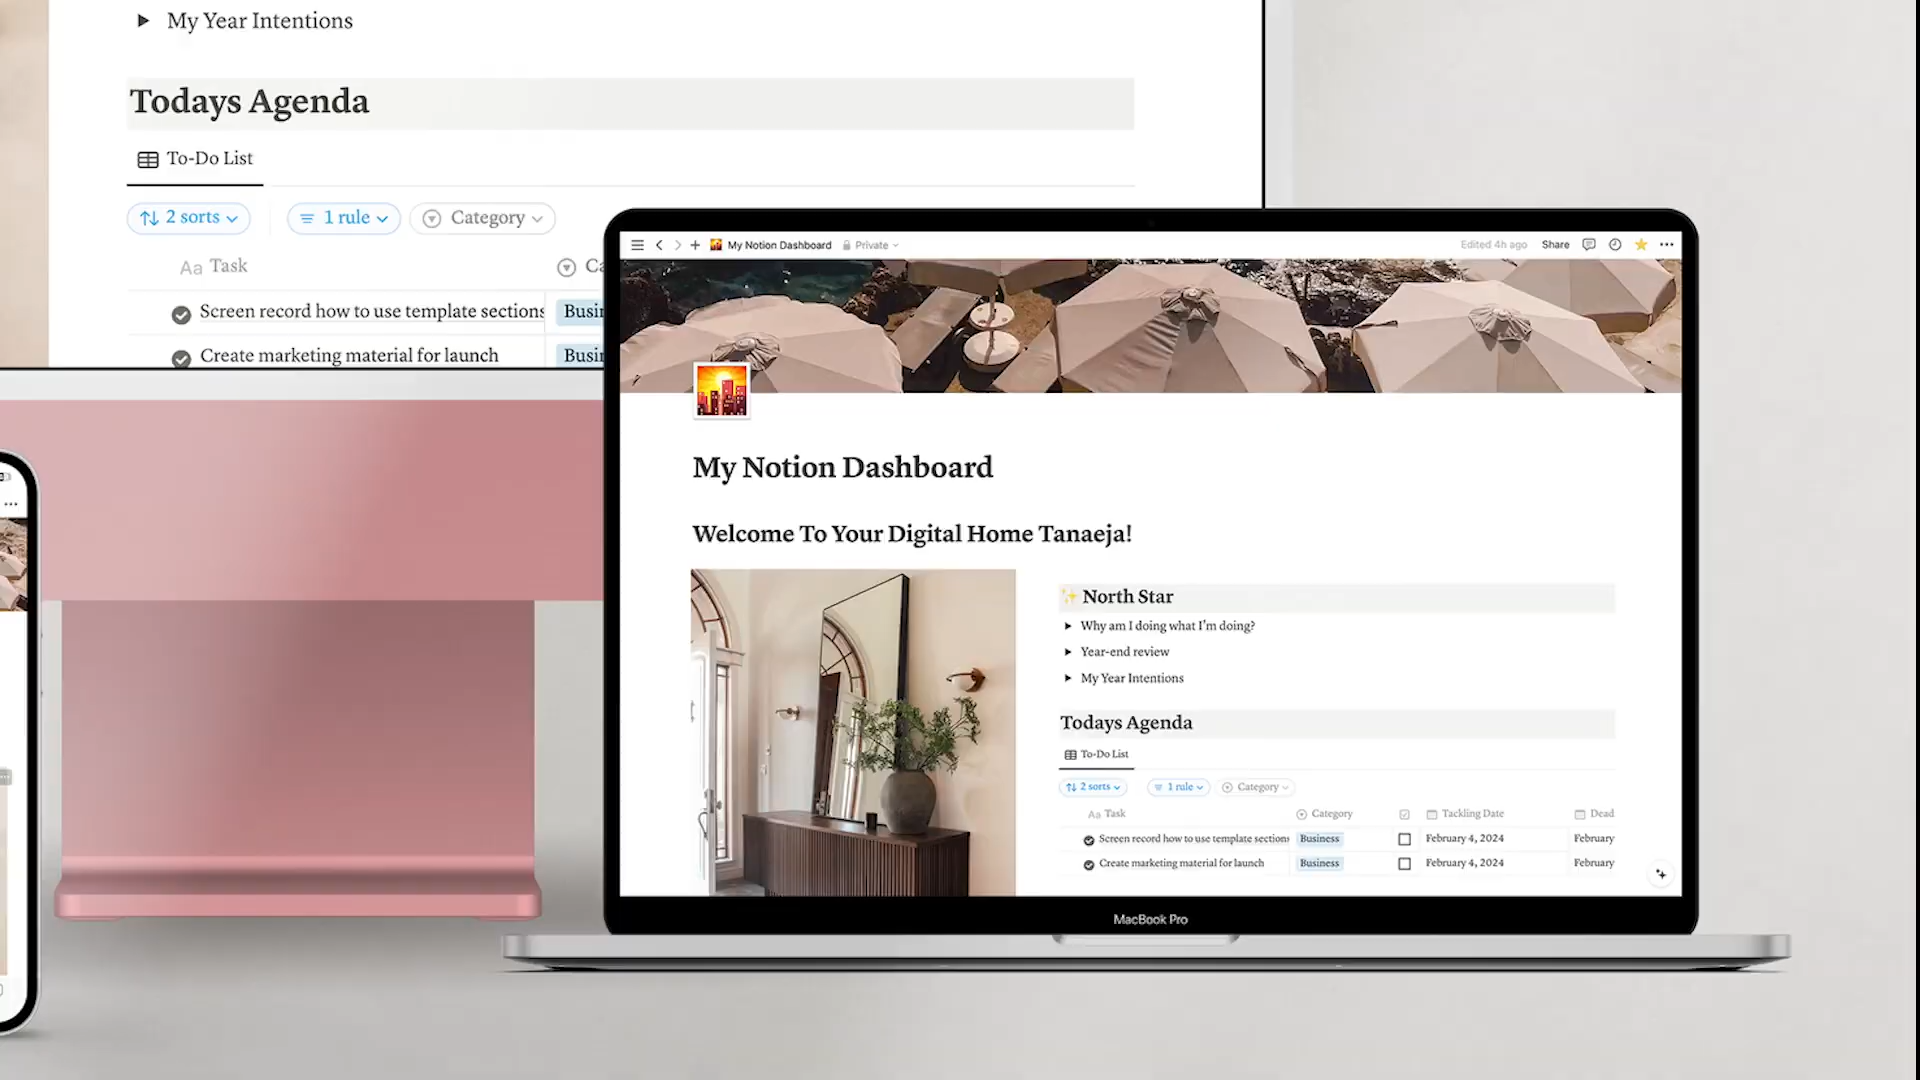 My Year Intentions
Todays Agenda
To-Do List
2 sorts
1 rule
Category
Aa Task
Ca
Screen record how to use template sections
Busi
Create marketing material for launch
Busi
My Notion Dashboard
Private
Edited 4h ago
Share
My Notion Dashboard
Welcome To Your Digital Home Tanaeja!
✨ North Star
Why am I doing what I'm doing?
Year-end review
My Year Intentions
Todays Agenda
To-Do List
2 sorts
1 rule
Category
Aa Task
Category
Tackling Date
Dead
Screen record how to use template sections
Business
February 4, 2024
February
Create marketing material for launch
Business
February 4, 2024
February
MacBook Pro